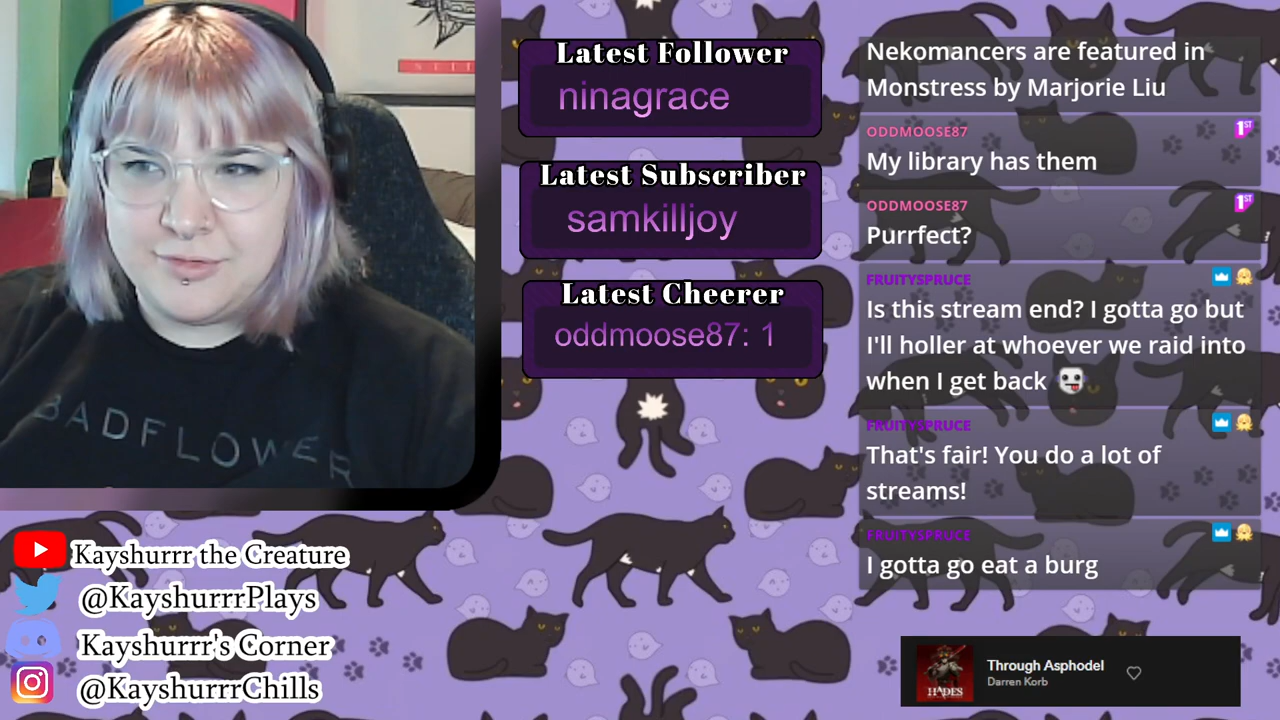 BADFLOWER
Latest Follower
ninagrace
Latest Subscriber
samkilljoy
Latest Cheerer
oddmoose87: 1
Nekomancers are featured in
Monstress by Marjorie Liu
ODDMOOSE87
1ST
My library has them
ODDMOOSE87
1ST
Purrfect?
FRUITYSPRUCE
Is this stream end? I gotta go but
I'll holler at whoever we raid into
when I get back
FRUITYSPRUCE
That's fair! You do a lot of
streams!
FRUITYSPRUCE
I gotta go eat a burg
Kayshurrr the Creature
@KayshurrrPlays
Kayshurrr's Corner
@KayshurrrChills
HADES
Through Asphodel
Darren Korb